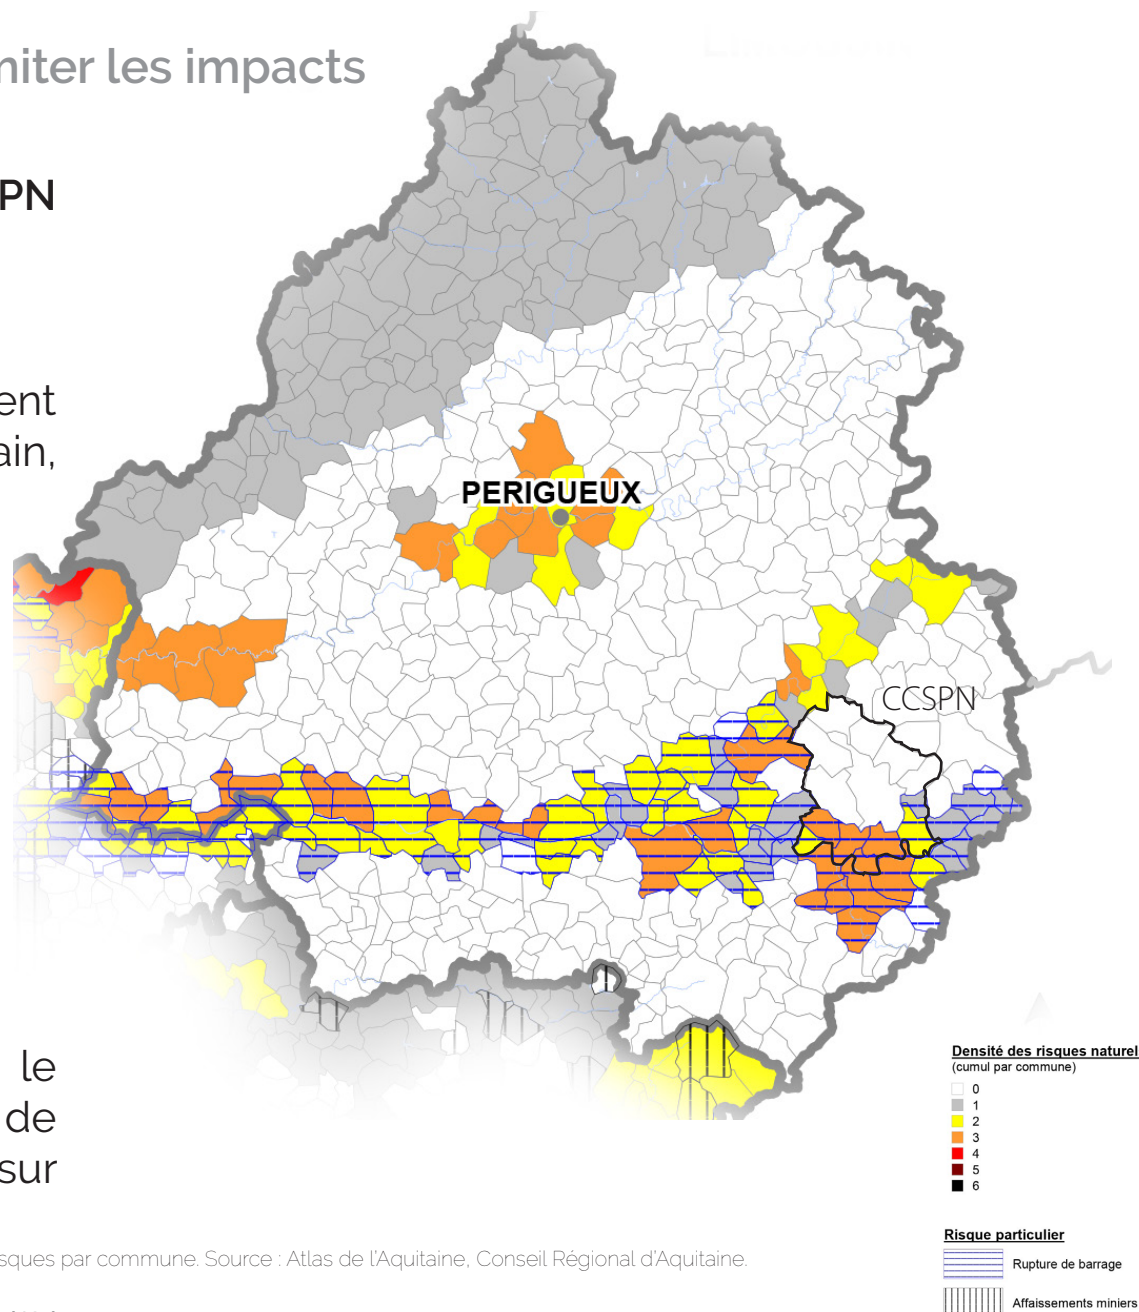 miter les impacts
PN
ent
ain,
PERIGUEUX
CCSPN
le
de
sur
Densité des risques naturel
(cumul par commune)
0
1
2
3
4
5
6
Risque particulier
Rupture de barrage
Affaissements miniers
sques par commune. Source : Atlas de l'Aquitaine, Conseil Régional d'Aquitaine.